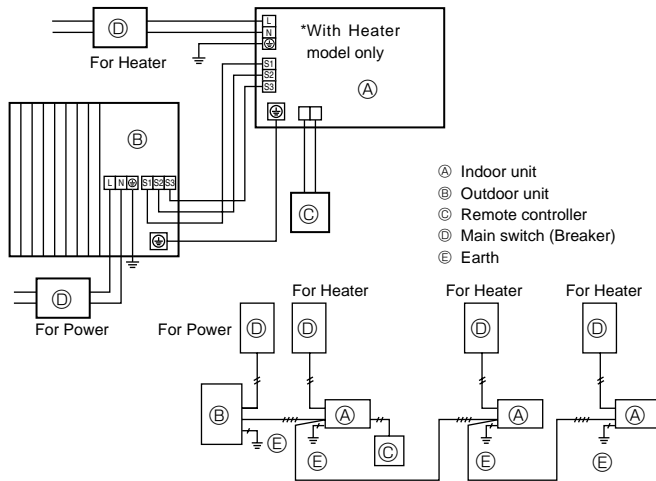 Ⓓ
For Heater
L
N
*With Heater
model only
S1
S2
S3
Ⓐ
Ⓑ
L N S1 S2 S3
Ⓒ
Ⓓ
For Power
Ⓐ Indoor unit
Ⓑ Outdoor unit
Ⓒ Remote controller
Ⓓ Main switch (Breaker)
Ⓔ Earth
For Heater For Heater For Heater
For Power Ⓓ Ⓓ Ⓓ Ⓓ
Ⓑ Ⓐ Ⓐ Ⓐ
Ⓔ Ⓔ Ⓒ Ⓔ Ⓔ